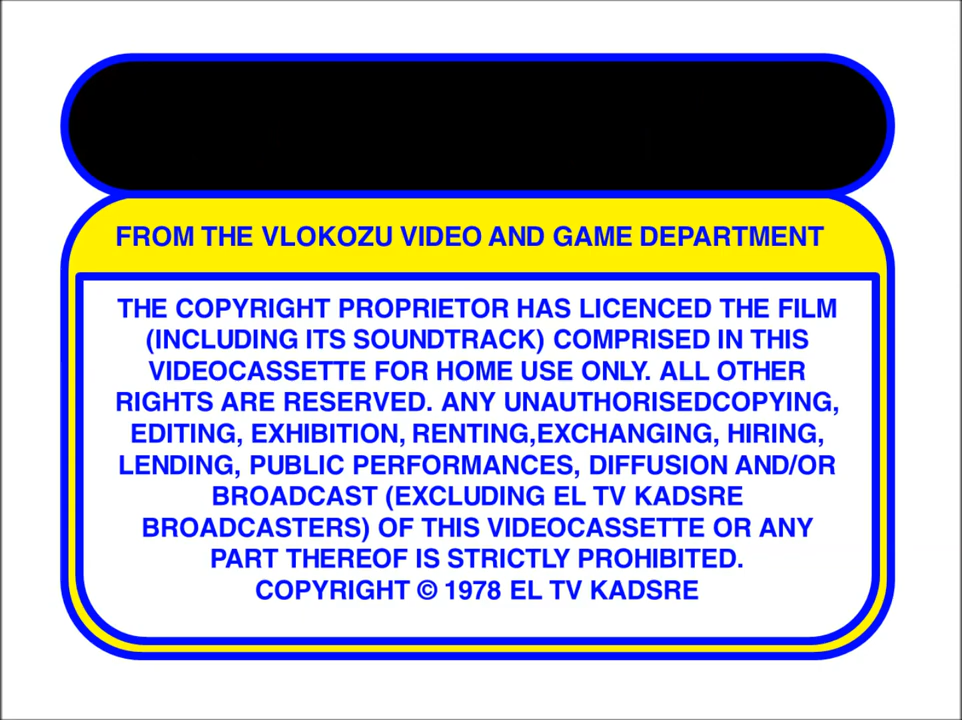 FROM THE VLOKOZU VIDEO AND GAME DEPARTMENT
THE COPYRIGHT PROPRIETOR HAS LICENCED THE FILM
(INCLUDING ITS SOUNDTRACK) COMPRISED IN THIS
VIDEOCASSETTE FOR HOME USE ONLY. ALL OTHER
RIGHTS ARE RESERVED. ANY UNAUTHORISEDCOPYING,
EDITING, EXHIBITION, RENTING,EXCHANGING, HIRING,
LENDING, PUBLIC PERFORMANCES, DIFFUSION AND/OR
BROADCAST (EXCLUDING EL TV KADSRE
BROADCASTERS) OF THIS VIDEOCASSETTE OR ANY
PART THEREOF IS STRICTLY PROHIBITED.
COPYRIGHT © 1978 EL TV KADSRE